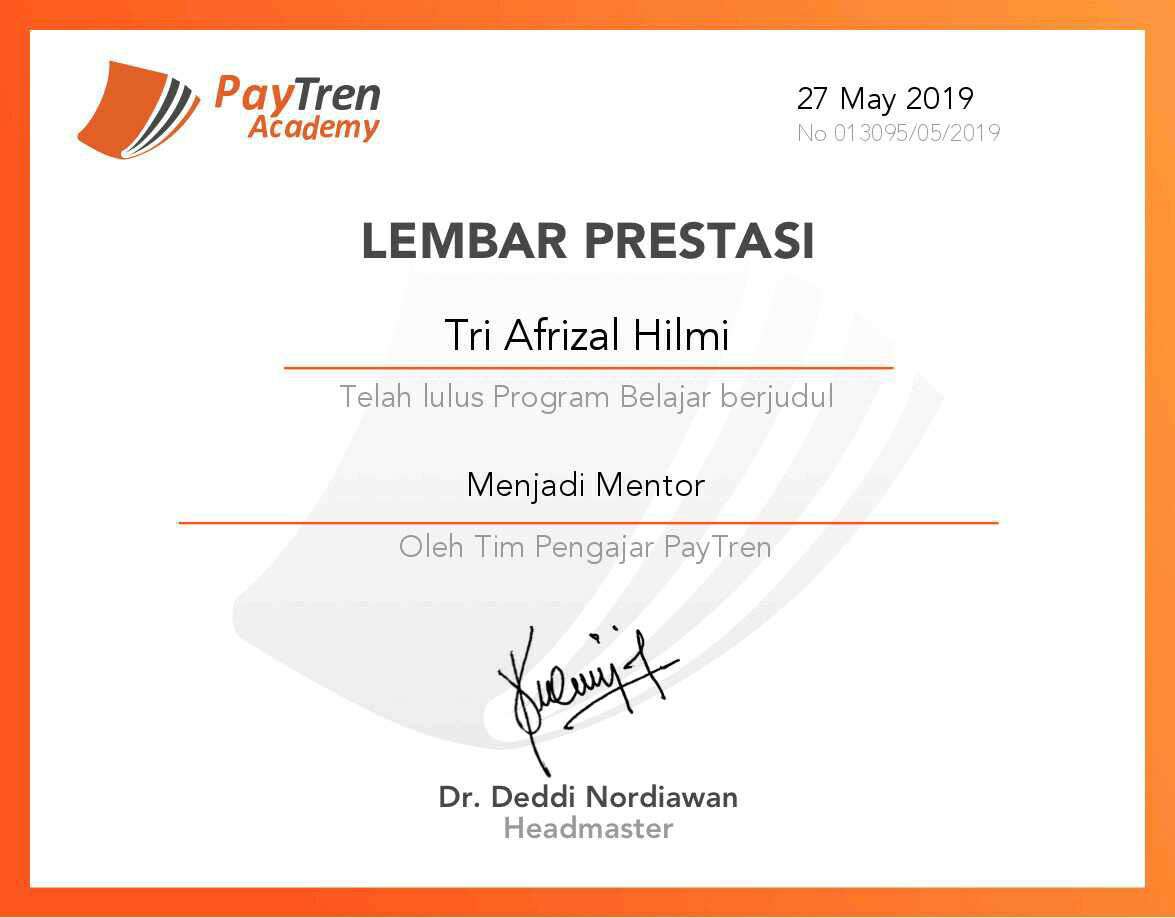 PayTren
Academy
27 May 2019
No 013095/05/2019
LEMBAR PRESTASI
Tri Afrizal Hilmi
Telah lulus Program Belajar berjudul
Menjadi Mentor
Oleh Tim Pengajar PayTren
Dr. Deddi Nordiawan
Headmaster